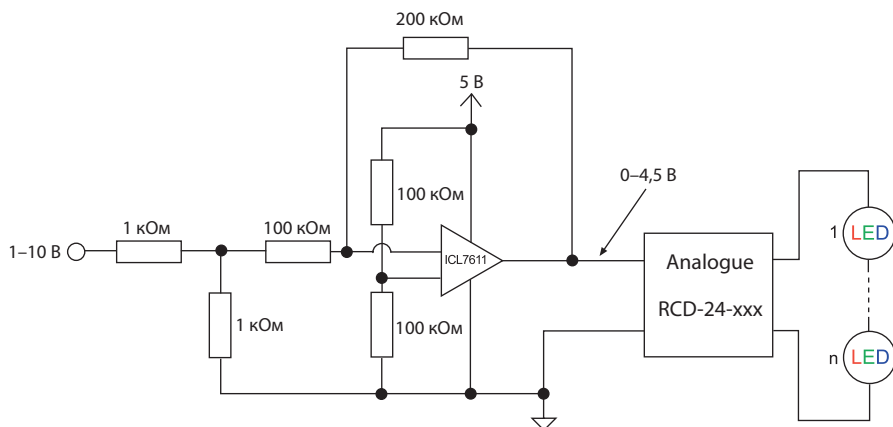 200 кОм
5 В
100 кОм
0–4,5 В
1–10 В
1 кОм
100 кОм
ICL7611
Analogue
RCD-24-xxx
1
LED
1 кОм
100 кОм
n
LED